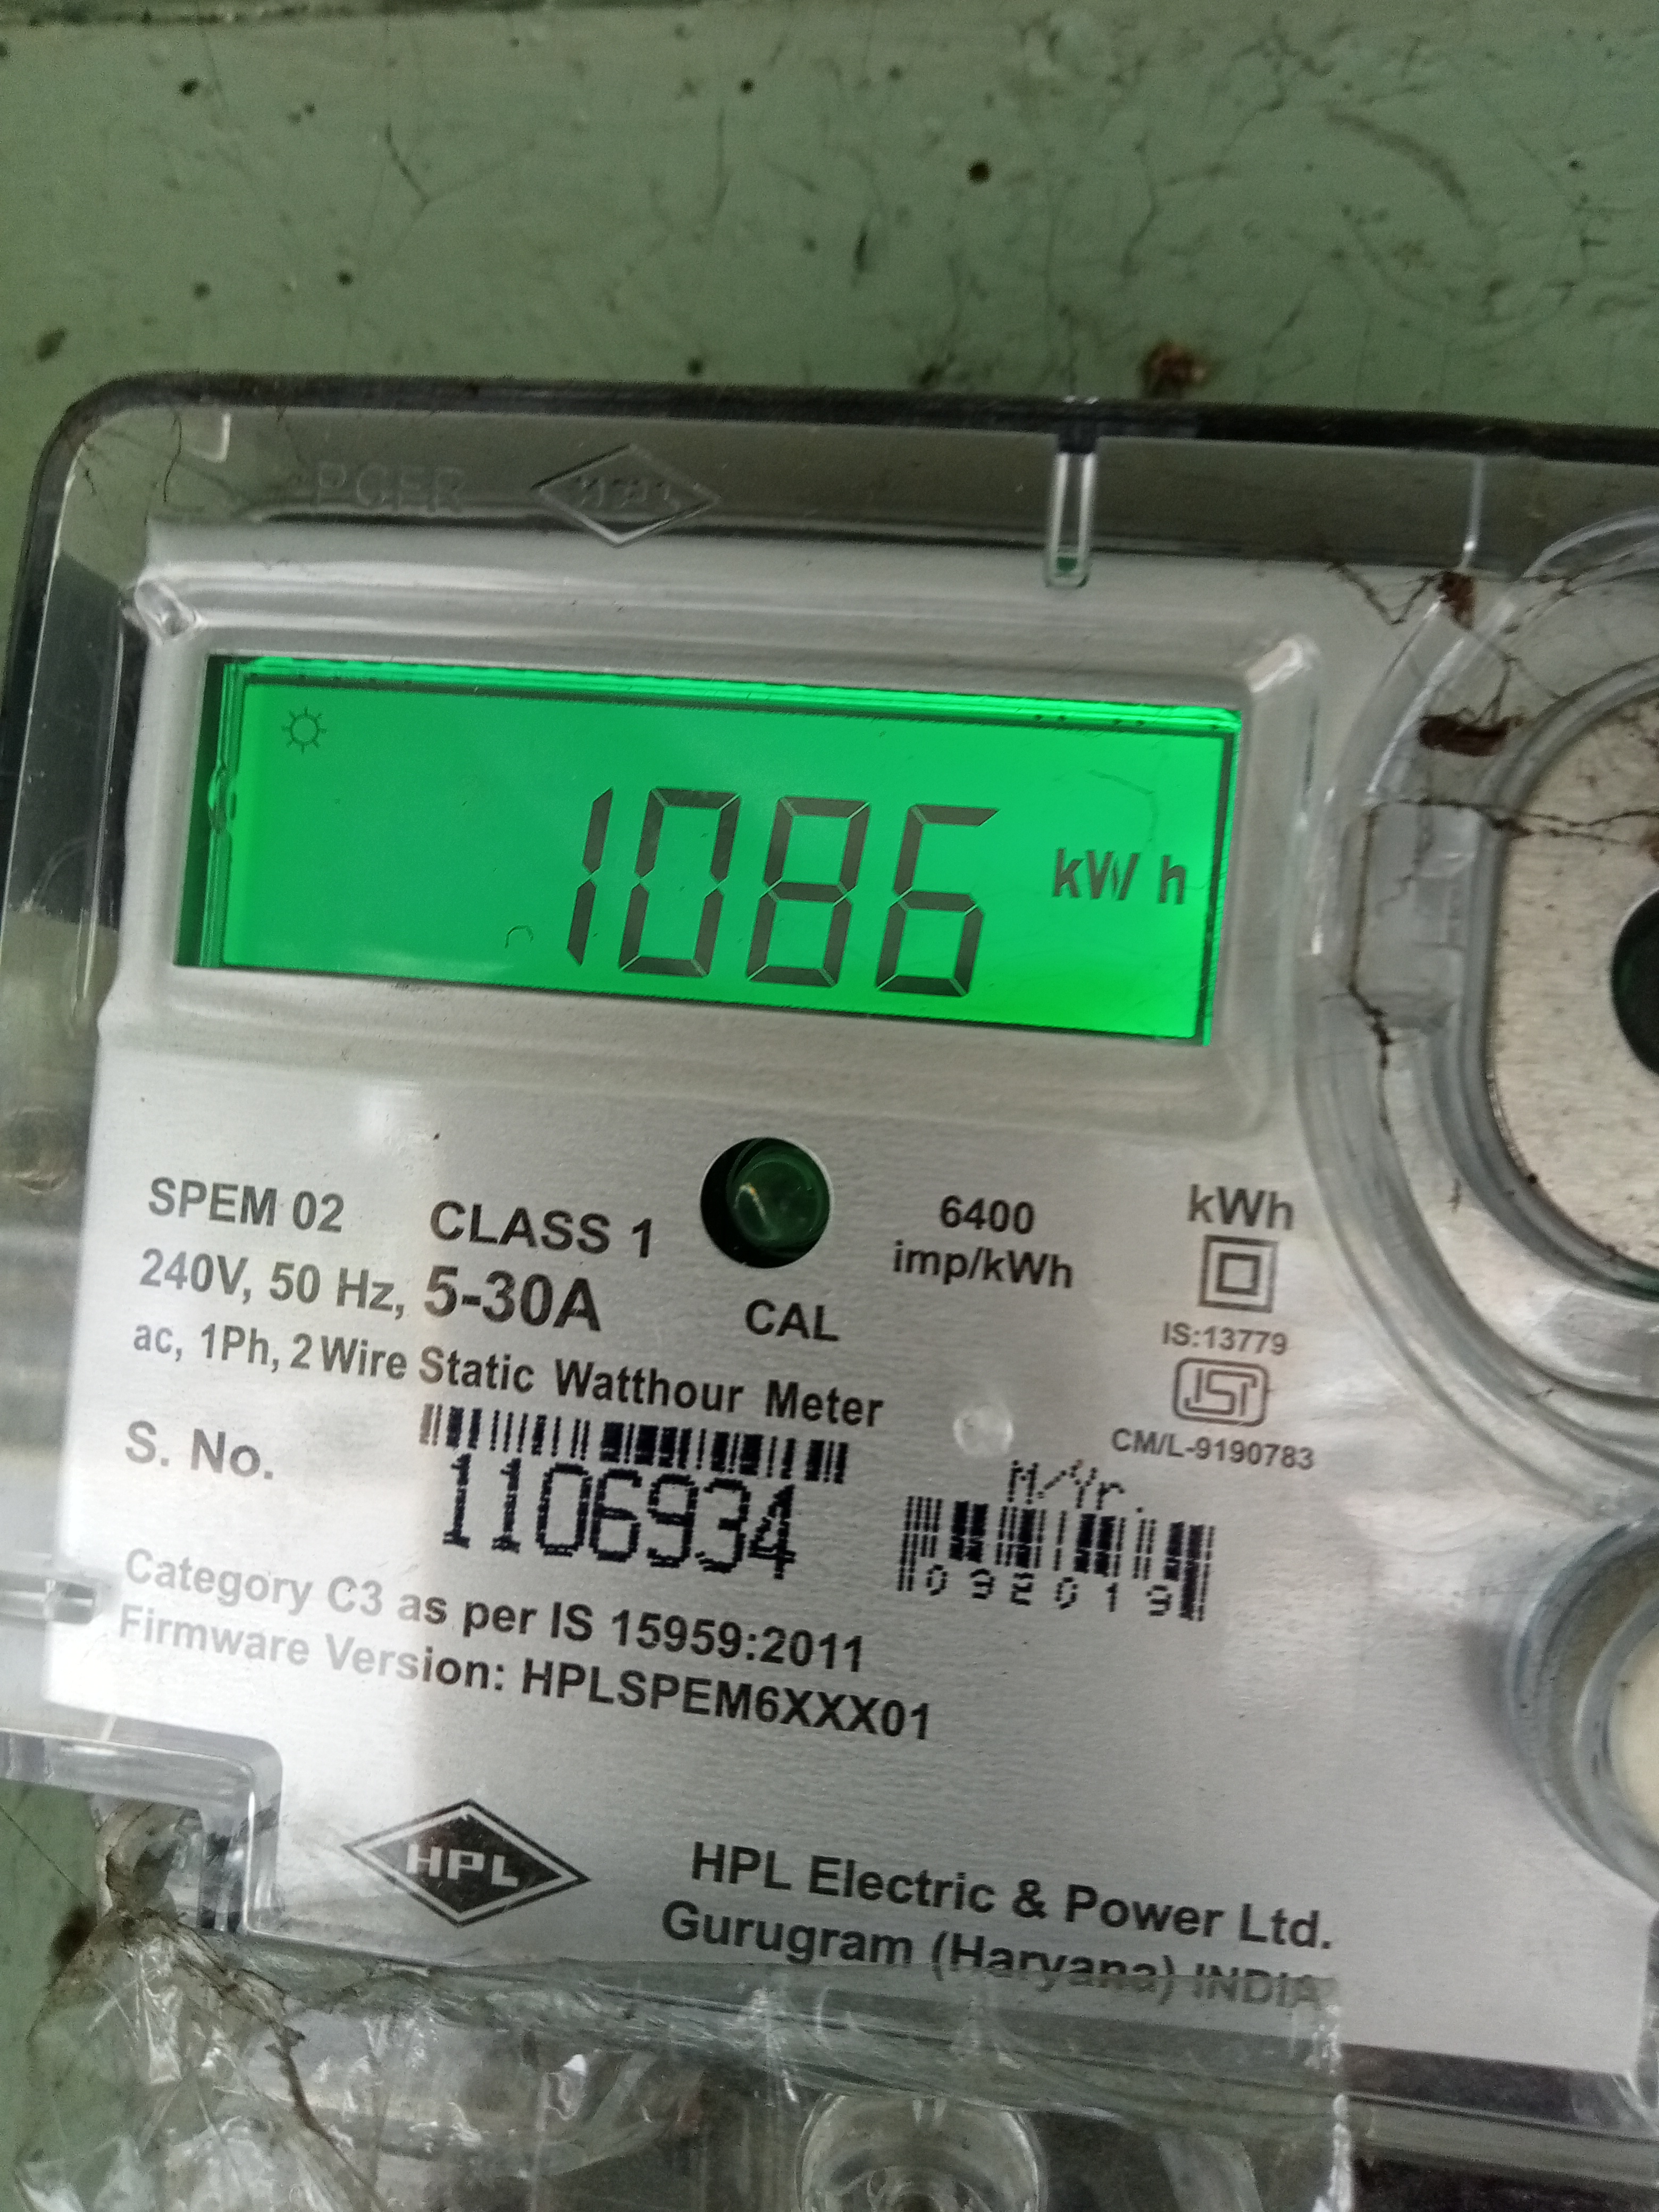 1086 kWh
SPEM 02 CLASS 1
240V, 50 Hz, 5-30A
ac, 1Ph, 2 Wire Static Watthour Meter
CAL
6400
imp/kWh
kWh
IS:13779
ISI
CM/L-9190783
S. No.
1106934
M/Yr.
Category C3 as per IS 15959:2011
Firmware Version: HPLSPEM6XXX01
HPL
HPL Electric & Power Ltd.
Gurugram (Haryana) INDIA